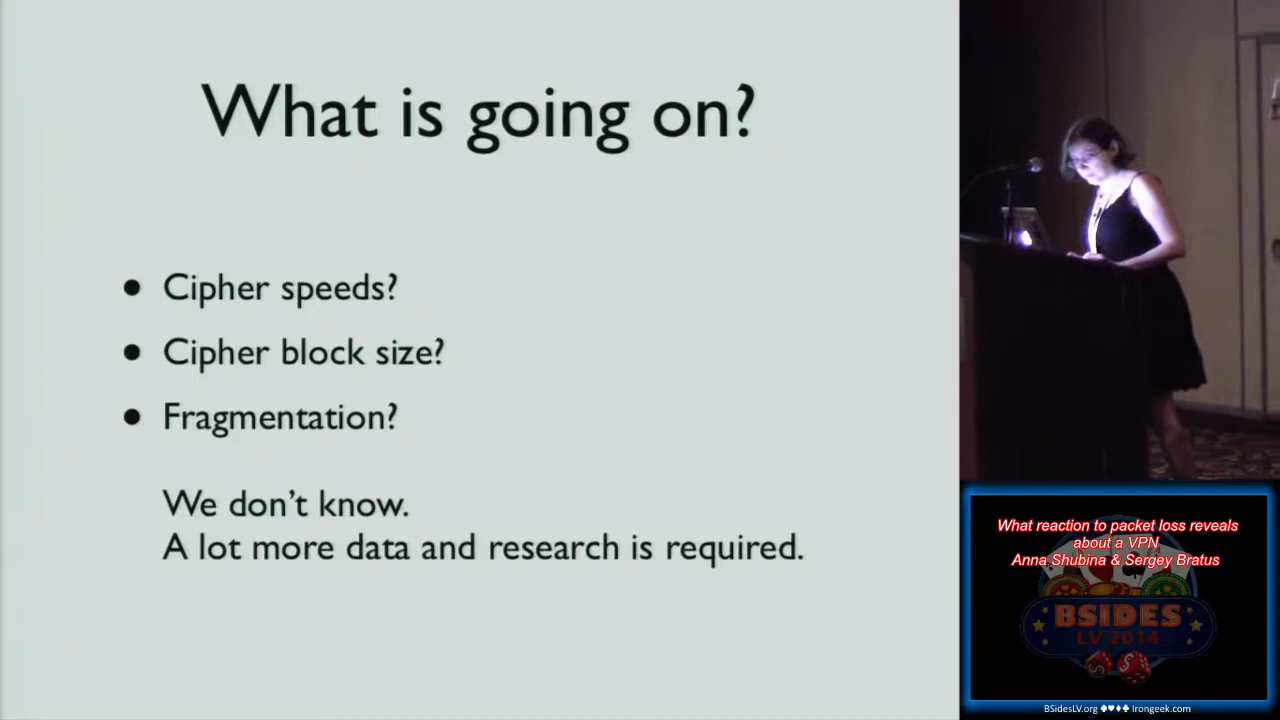 What is going on?
• Cipher speeds?
• Cipher block size?
• Fragmentation?
We don't know.
A lot more data and research is required.
What reaction to packet loss reveals
about a VPN
Anna Shubina & Sergey Bratus
BSIDES
LV 2014
BSidesLV.org ♣♥♦♣ Irongeek.com